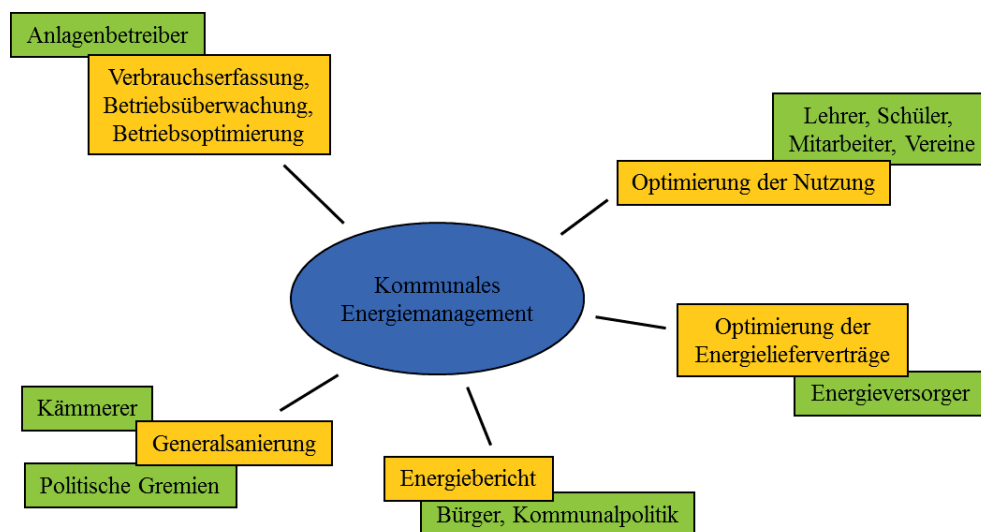 Anlagenbetreiber
Verbrauchserfassung,
Betriebsüberwachung,
Betriebsoptimierung
Lehrer, Schüler,
Mitarbeiter, Vereine
Optimierung der Nutzung
Kommunales
Energiemanagement
Optimierung der
Energielieferverträge
Energieversorger
Kämmerer
Generalsanierung
Politische Gremien
Energiebericht
Bürger, Kommunalpolitik